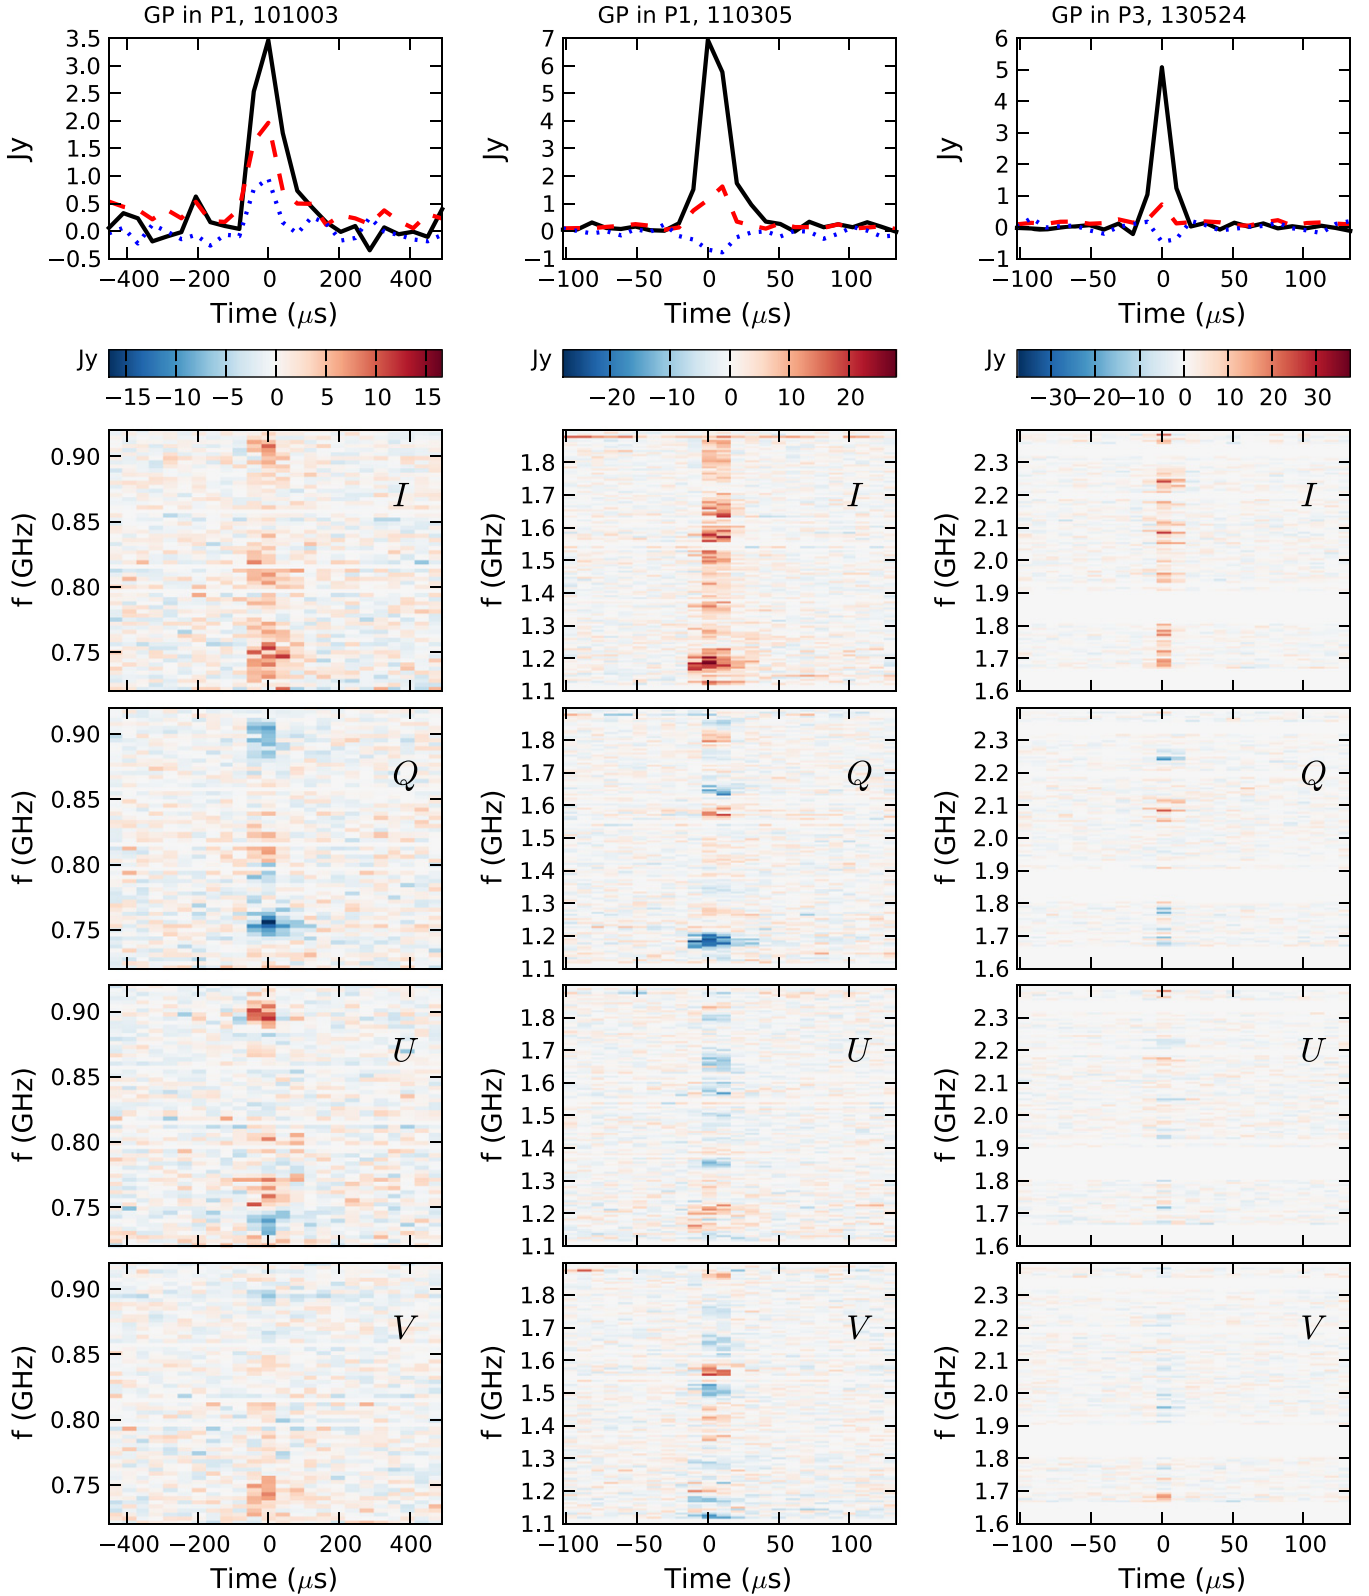 GP in P1, 101003
GP in P1, 110305
GP in P3, 130524
3.5
3.0
2.5
2.0
1.5
1.0
0.5
0.0
−0.5
Jy
−400 −200 0 200 400
Time (μs)
7
6
5
4
3
2
1
0
−1
Jy
−100 −50 0 50 100
Time (μs)
6
5
4
3
2
1
0
−1
Jy
−100 −50 0 50 100
Time (μs)
Jy
−15 −10 −5 0 5 10 15
Jy
−20 −10 0 10 20
Jy
−30 −20 −10 0 10 20 30
0.90
0.85
0.80
0.75
f (GHz)
I
1.8
1.7
1.6
1.5
1.4
1.3
1.2
1.1
f (GHz)
I
2.3
2.2
2.1
2.0
1.9
1.8
1.7
1.6
f (GHz)
I
0.90
0.85
0.80
0.75
f (GHz)
Q
1.8
1.7
1.6
1.5
1.4
1.3
1.2
1.1
f (GHz)
Q
2.3
2.2
2.1
2.0
1.9
1.8
1.7
1.6
f (GHz)
Q
0.90
0.85
0.80
0.75
f (GHz)
U
1.8
1.7
1.6
1.5
1.4
1.3
1.2
1.1
f (GHz)
U
2.3
2.2
2.1
2.0
1.9
1.8
1.7
1.6
f (GHz)
U
0.90
0.85
0.80
0.75
f (GHz)
V
−400 −200 0 200 400
Time (μs)
1.8
1.7
1.6
1.5
1.4
1.3
1.2
1.1
f (GHz)
V
−100 −50 0 50 100
Time (μs)
2.3
2.2
2.1
2.0
1.9
1.8
1.7
1.6
f (GHz)
V
−100 −50 0 50 100
Time (μs)